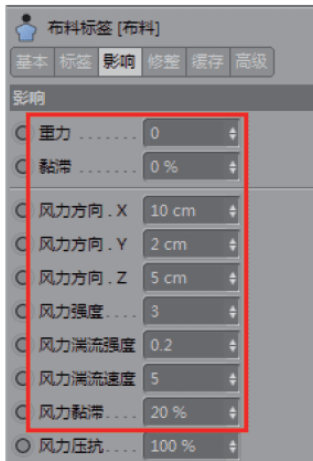 布料标签 [布料]
基本 标签 影响 修整 缓存 高级
影响
重力 . . . . . . . 0
黏滞 . . . . . . . 0 %
风力方向 . X 10 cm
风力方向 . Y 2 cm
风力方向 . Z 5 cm
风力强度 . . . . 3
风力湍流强度 0.2
风力湍流速度 5
风力黏滞 . . . . 20 %
风力压抗 . . . . 100 %